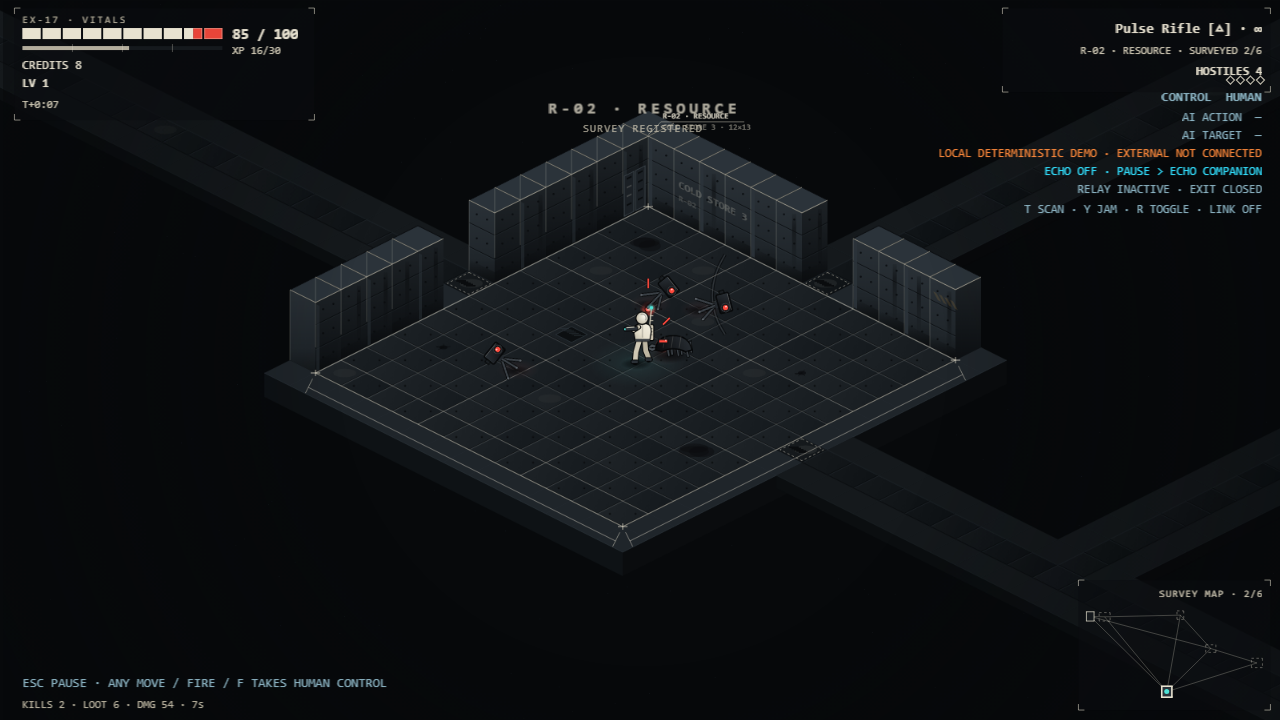 EX-17 · VITALS
85 / 100
XP 16/30
CREDITS 8
LV 1
T+0:07
Pulse Rifle [▲] · ∞
R-02 · RESOURCE · SURVEYED 2/6
HOSTILES 4
CONTROL HUMAN
AI ACTION —
AI TARGET —
LOCAL DETERMINISTIC DEMO · EXTERNAL NOT CONNECTED
ECHO OFF · PAUSE > ECHO COMPANION
RELAY INACTIVE · EXIT CLOSED
T SCAN · Y JAM · R TOGGLE · LINK OFF
R-02 · RESOURCE
R-02 · RESOURCE
SURVEY REGISTERED
3 · 12×13
COLD STORE 3
R-02
SURVEY MAP · 2/6
ESC PAUSE · ANY MOVE / FIRE / F TAKES HUMAN CONTROL
KILLS 2 · LOOT 6 · DMG 54 · 7s